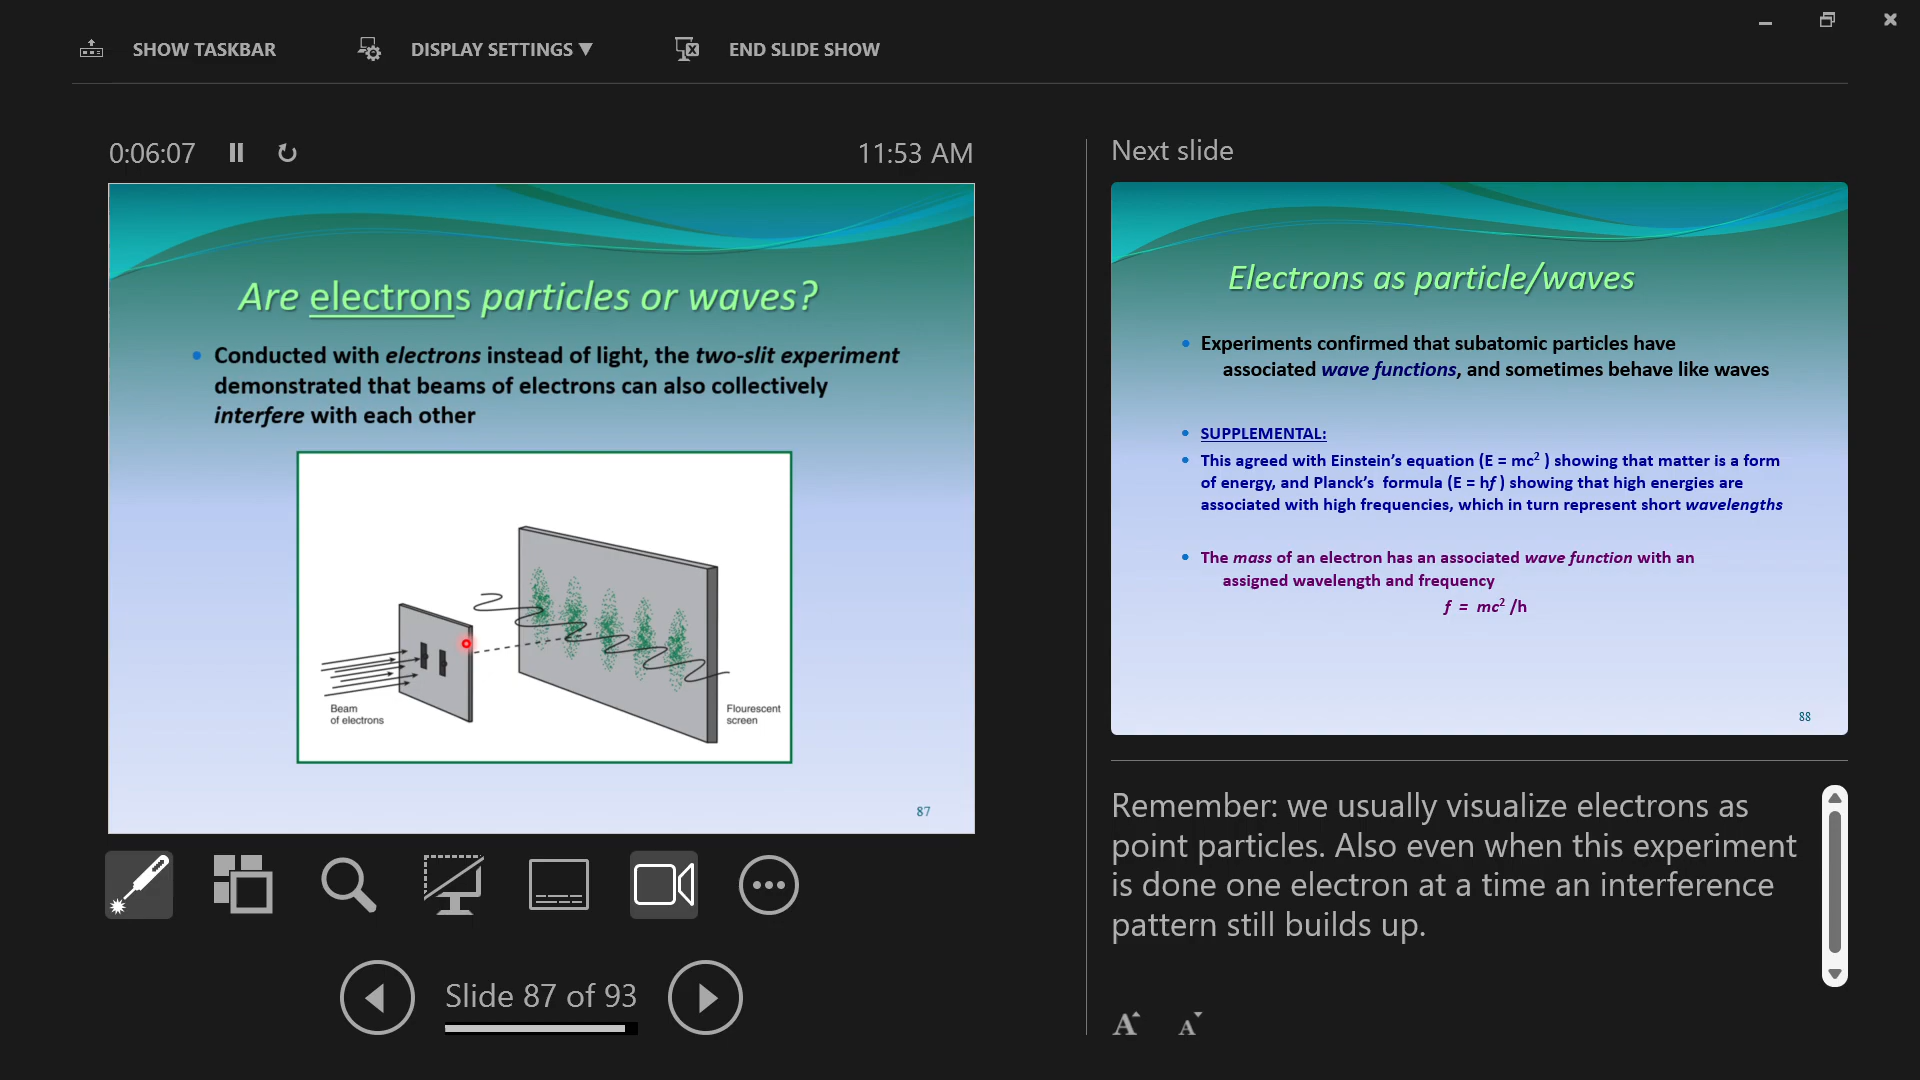 SHOW TASKBAR
DISPLAY SETTINGS ▼
END SLIDE SHOW
0:06:07
11:53 AM
Are electrons particles or waves?
• Conducted with electrons instead of light, the two-slit experiment
demonstrated that beams of electrons can also collectively
interfere with each other
Beam
of electrons
Flourescent
screen
87
Slide 87 of 93
Next slide
Electrons as particle/waves
• Experiments confirmed that subatomic particles have
associated wave functions, and sometimes behave like waves
• SUPPLEMENTAL:
• This agreed with Einstein’s equation (E = mc² ) showing that matter is a form
of energy, and Planck’s formula (E = hf ) showing that high energies are
associated with high frequencies, which in turn represent short wavelengths
• The mass of an electron has an associated wave function with an
assigned wavelength and frequency
f = mc² /h
88
Remember: we usually visualize electrons as
point particles. Also even when this experiment
is done one electron at a time an interference
pattern still builds up.
A A